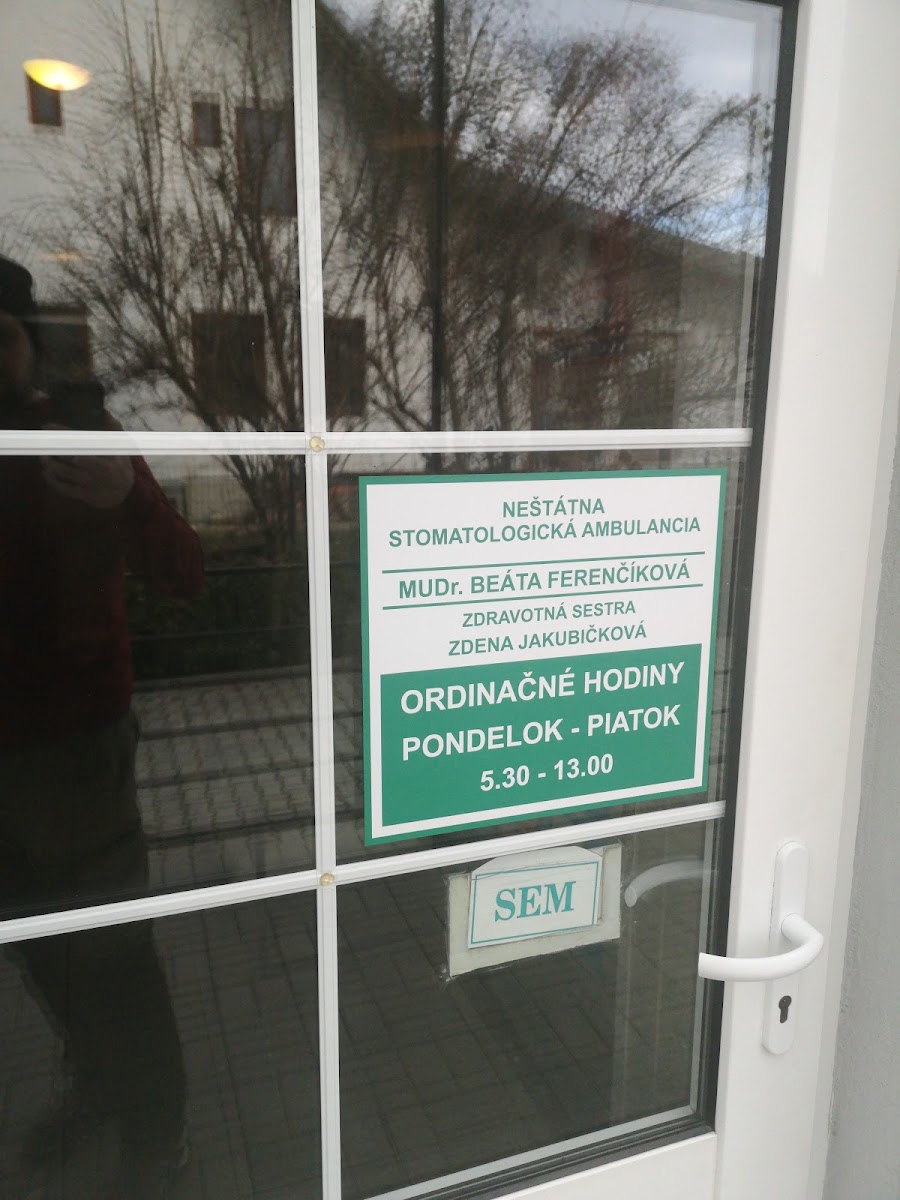 NEŠTÁTNA
STOMATOLOGICKÁ AMBULANCIA
MUDr. BEÁTA FERENČÍKOVÁ
ZDRAVOTNÁ SESTRA
ZDENA JAKUBIČKOVÁ
ORDINAČNÉ HODINY
PONDELOK - PIATOK
5.30 - 13.00
SEM